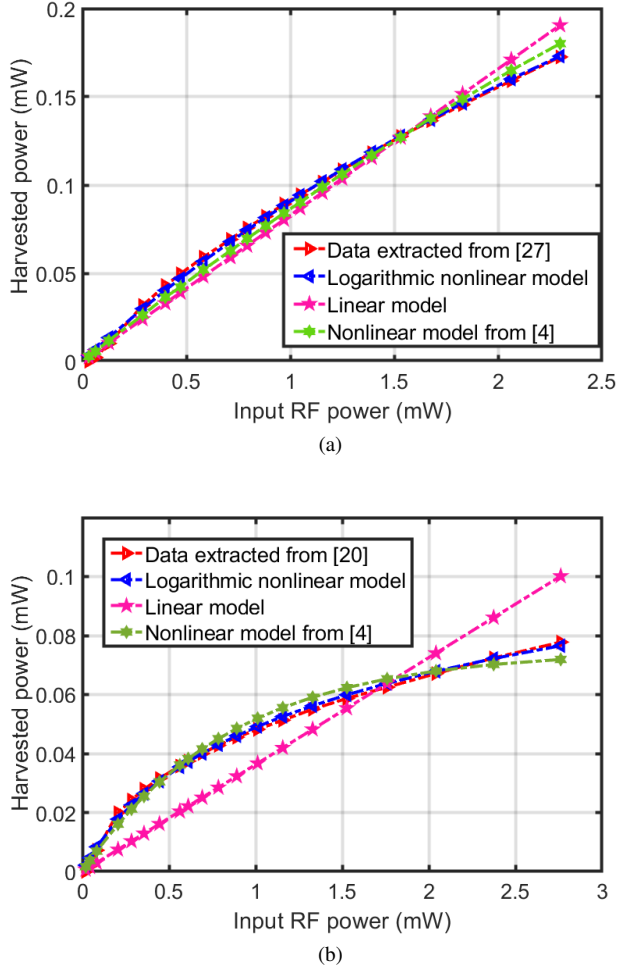 0.2
0.15
0.1
0.05
0
Harvested power (mW)
Data extracted from [27]
Logarithmic nonlinear model
Linear model
Nonlinear model from [4]
0 0.5 1 1.5 2 2.5
Input RF power (mW)
(a)
0.1
0.08
0.06
0.04
0.02
0
Harvested power (mW)
Data extracted from [20]
Logarithmic nonlinear model
Linear model
Nonlinear model from [4]
0 0.5 1 1.5 2 2.5 3
Input RF power (mW)
(b)